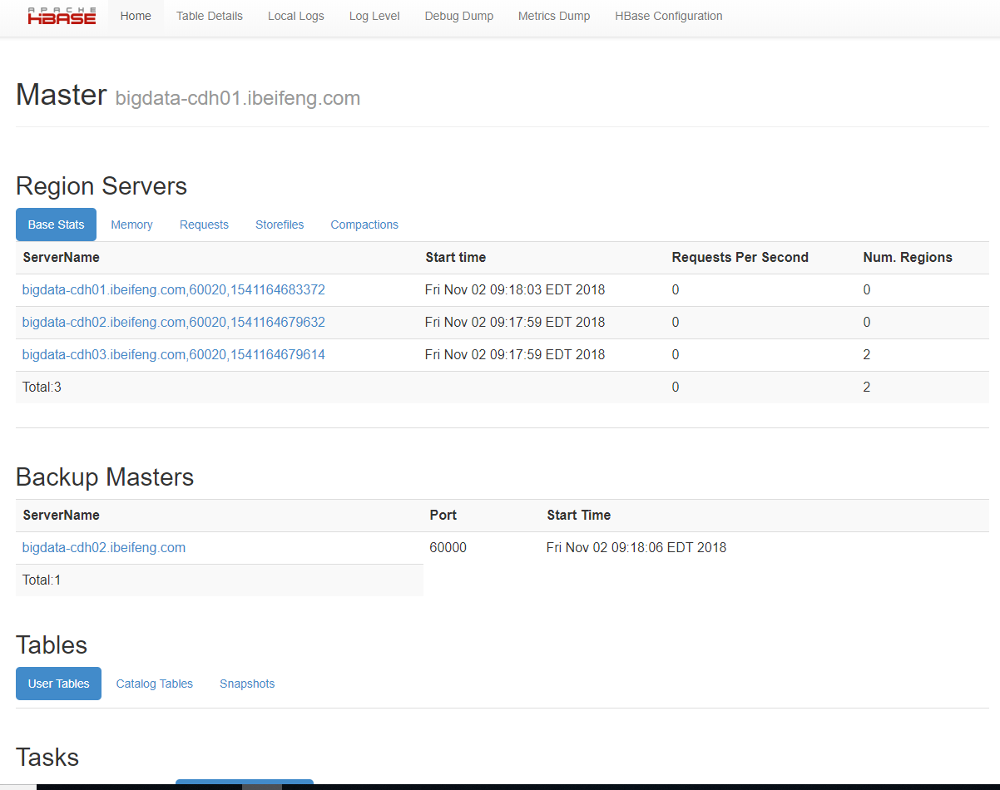 APACHE HBASE Home Table Details Local Logs Log Level Debug Dump Metrics Dump HBase Configuration
Master bigdata-cdh01.ibeifeng.com
Region Servers
Base Stats Memory Requests Storefiles Compactions
ServerName Start time Requests Per Second Num. Regions
bigdata-cdh01.ibeifeng.com,60020,1541164683372 Fri Nov 02 09:18:03 EDT 2018 0 0
bigdata-cdh02.ibeifeng.com,60020,1541164679632 Fri Nov 02 09:17:59 EDT 2018 0 0
bigdata-cdh03.ibeifeng.com,60020,1541164679614 Fri Nov 02 09:17:59 EDT 2018 0 2
Total:3 0 2
Backup Masters
ServerName Port Start Time
bigdata-cdh02.ibeifeng.com 60000 Fri Nov 02 09:18:06 EDT 2018
Total:1
Tables
User Tables Catalog Tables Snapshots
Tasks